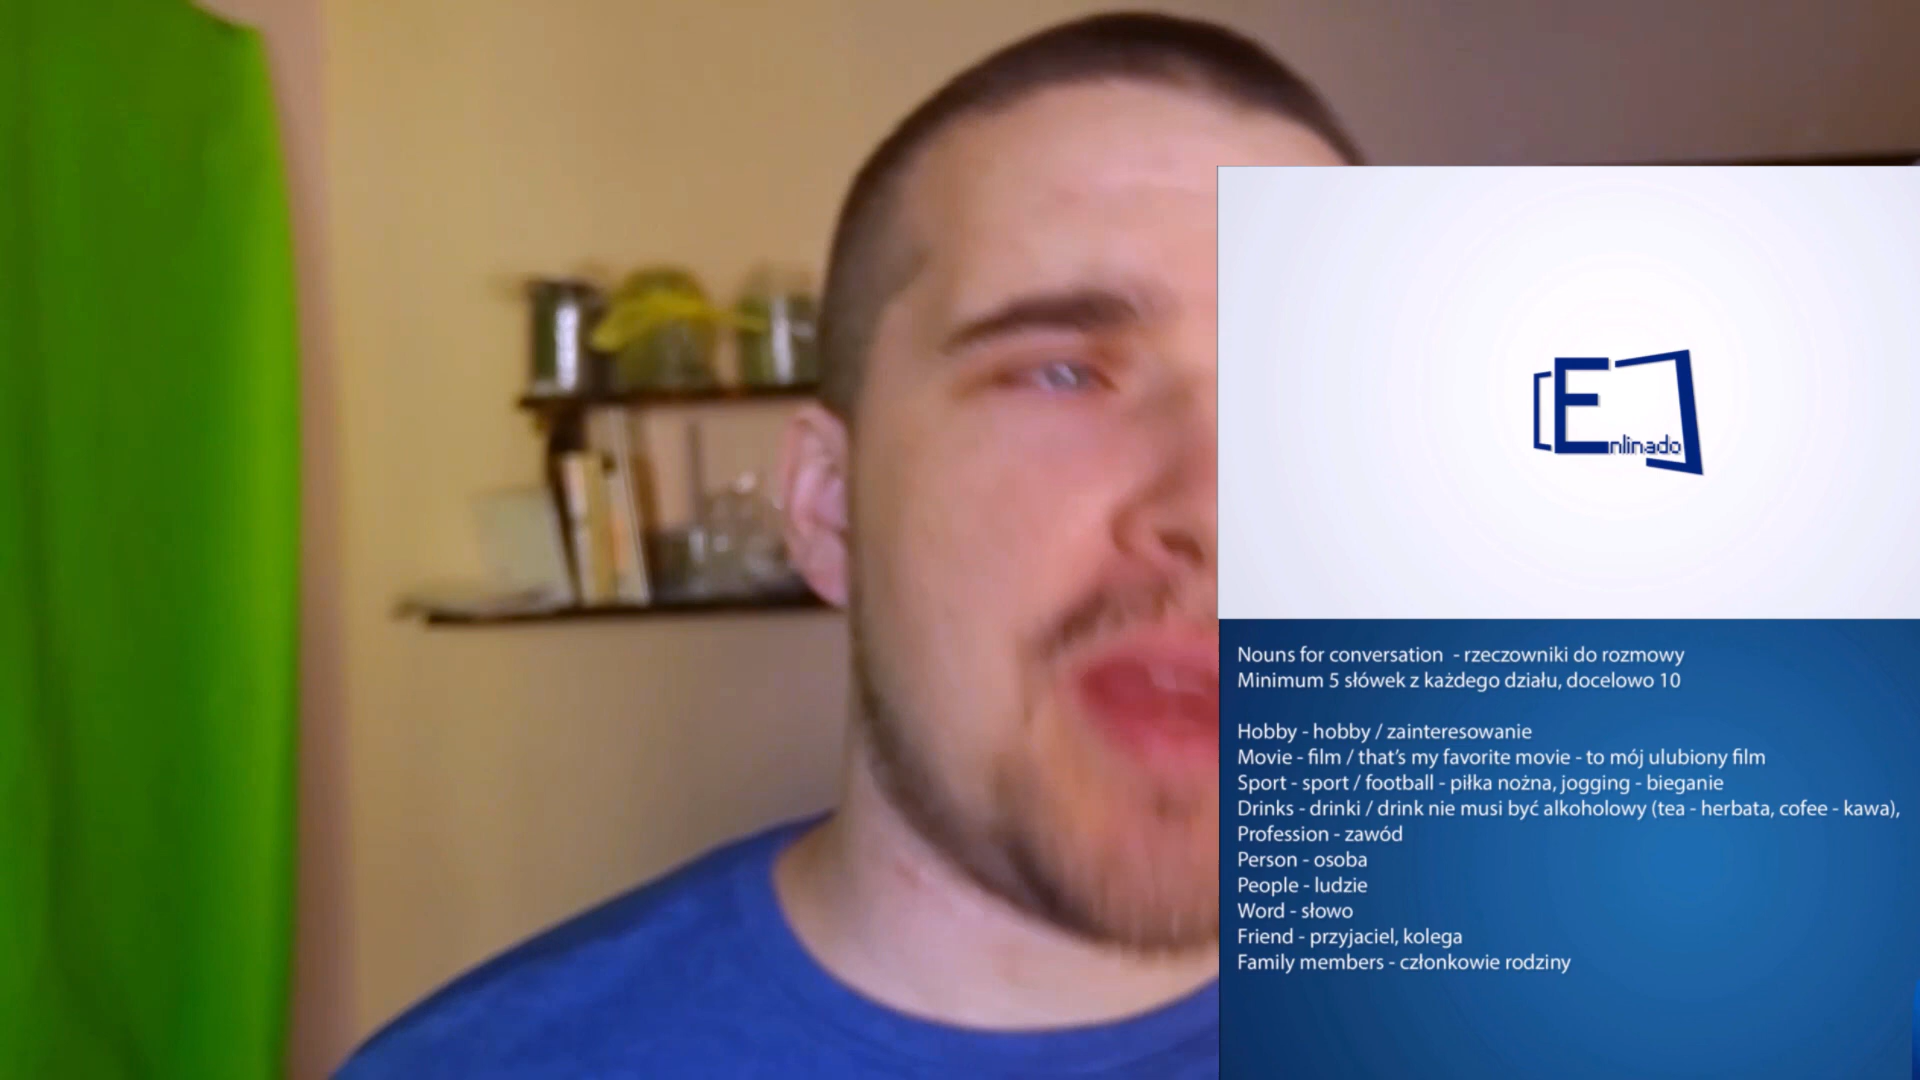 Enlinado
Nouns for conversation - rzeczowniki do rozmowy
Minimum 5 słówek z każdego działu, docelowo 10
Hobby - hobby / zainteresowanie
Movie - film / that's my favorite movie - to mój ulubiony film
Sport - sport / football - piłka nożna, jogging - bieganie
Drinks - drinki / drink nie musi być alkoholowy (tea - herbata, cofee - kawa),
Profession - zawód
Person - osoba
People - ludzie
Word - słowo
Friend - przyjaciel, kolega
Family members - członkowie rodziny